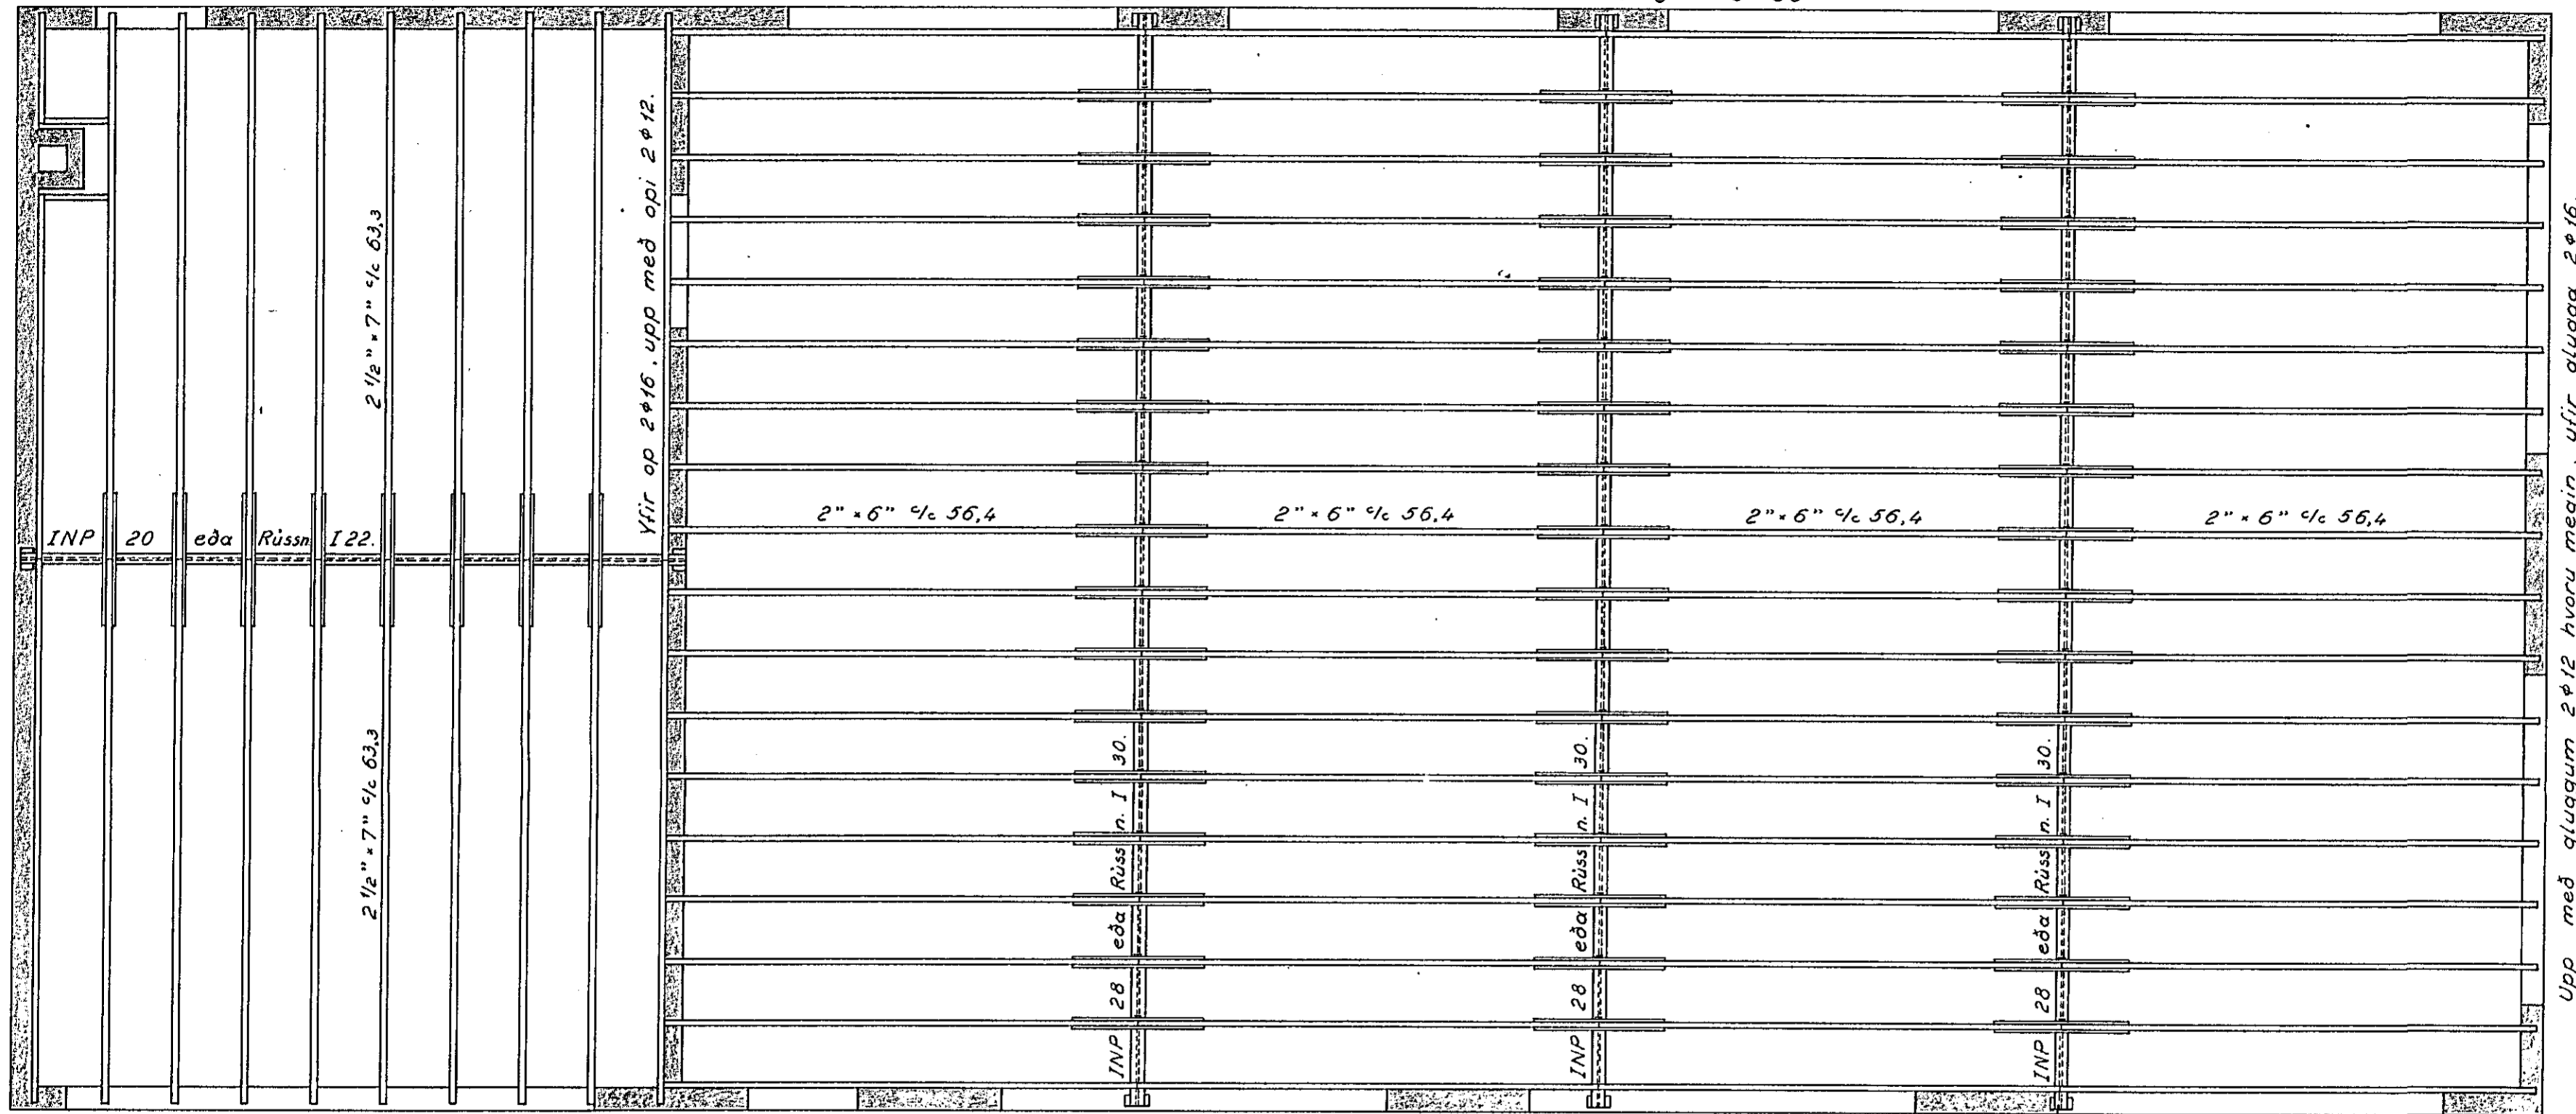 2 1/2" x 7" c/c 63,3
Yfir op 2ϕ16, upp með opi 2ϕ12.
INP 20 eða Rússn I 22.
2" x 6" c/c 56,4
2" x 6" c/c 56,4
2" x 6" c/c 56,4
2" x 6" c/c 56,4
2 1/2" x 7" c/c 63,3
INP 28 eða Rússn. I 30.
INP 28 eða Rússn. I 30.
INP 28 eða Rússn. I 30.
Upp með gluggum 2ϕ12 hvoru megin, yfir glugga 2ϕ16.